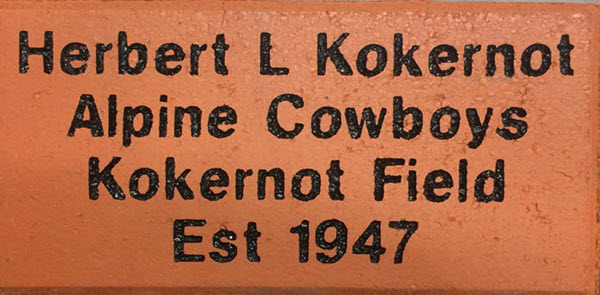 Herbert L Kokernot
Alpine Cowboys
Kokernot Field
Est 1947